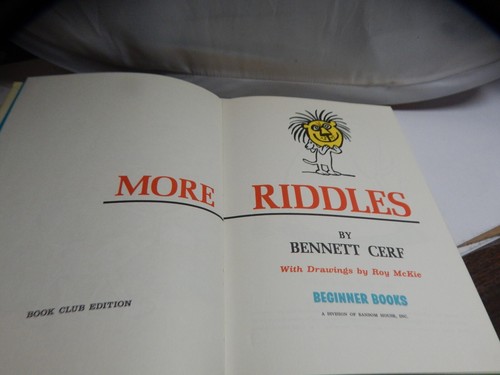 MORE RIDDLES
BY
BENNETT CERF
With Drawings by Roy McKie
BEGINNER BOOKS
A DIVISION OF RANDOM HOUSE, INC.
BOOK CLUB EDITION